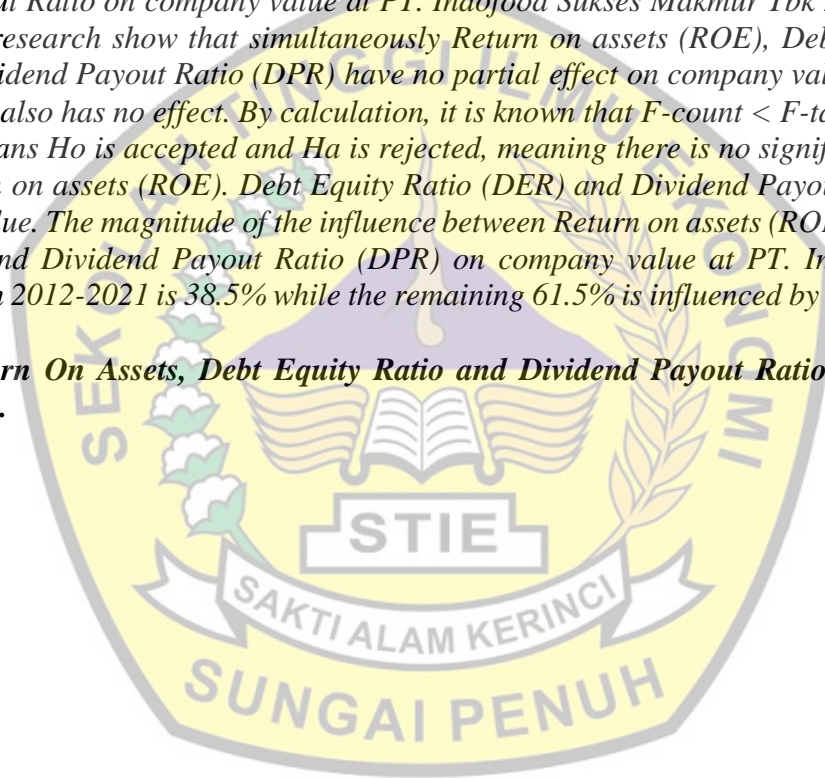 ut Ratio on company value at PT. Indofood Sukses Makmur Tbk
research show that simultaneously Return on assets (ROE), Deb
idend Payout Ratio (DPR) have no partial effect on company val
also has no effect. By calculation, it is known that F-count < F-ta
ans Ho is accepted and Ha is rejected, meaning there is no signif
n on assets (ROE). Debt Equity Ratio (DER) and Dividend Payou
lue. The magnitude of the influence between Return on assets (ROE
nd Dividend Payout Ratio (DPR) on company value at PT. In
n 2012-2021 is 38.5% while the remaining 61.5% is influenced by
rn On Assets, Debt Equity Ratio and Dividend Payout Ratio
.
SEKOLAH TINGGI ILMU EKONOMI
STIE
SAKTI ALAM KERINCI
SUNGAI PENUH